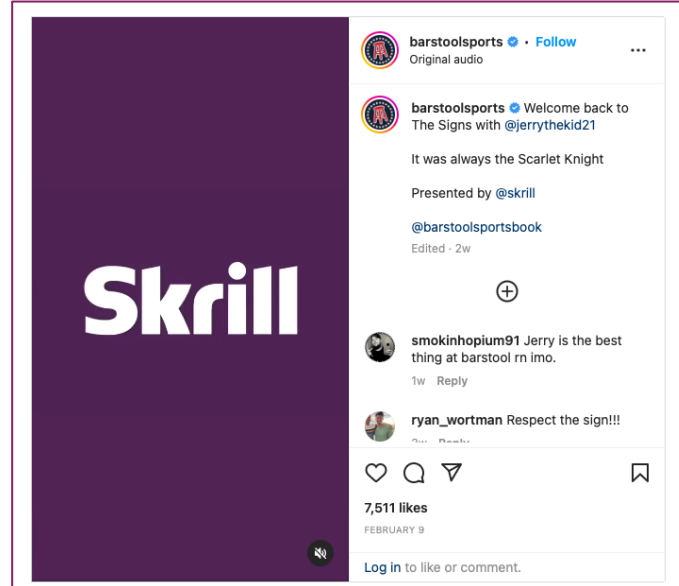 Skrill
barstoolsports • Follow
Original audio
barstoolsports Welcome back to
The Signs with @jerrythekid21
It was always the Scarlet Knight
Presented by @skrill
@barstoolsportsbook
Edited · 2w
smokinhopium91 Jerry is the best
thing at barstool rn imo.
1w Reply
ryan_wortman Respect the sign!!!
2w Reply
7,511 likes
FEBRUARY 9
Log in to like or comment.